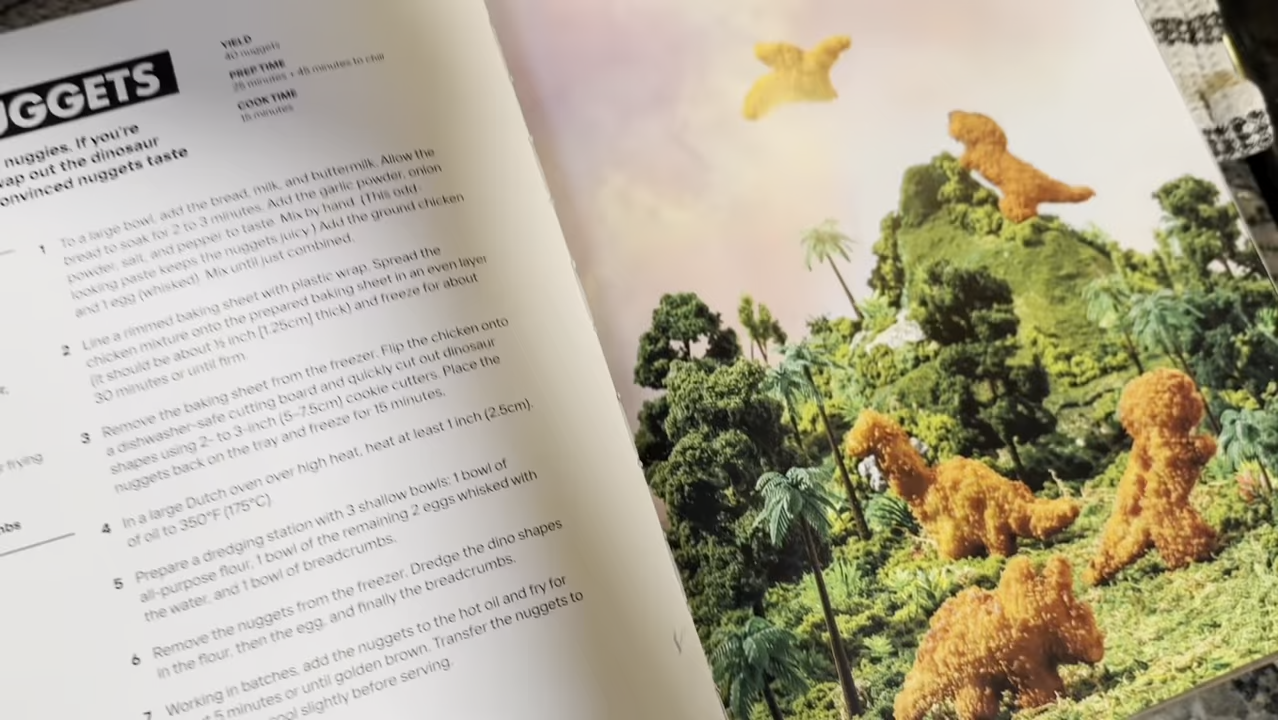 UGGETS
nuggies. If you're
ap out the dinosaur
onvinced nuggets taste
YIELD
40 nuggets
PREP TIME
25 minutes + 45 minutes to chill
COOK TIME
15 minutes
1 To a large bowl, add the bread, milk, and buttermilk. Allow the
bread to soak for 2 to 3 minutes. Add the garlic powder, onion
powder, salt, and pepper to taste. Mix by hand. (This odd-
looking paste keeps the nuggets juicy.) Add the ground chicken
and 1 egg (whisked). Mix until just combined.
2 Line a rimmed baking sheet with plastic wrap. Spread the
chicken mixture onto the prepared baking sheet in an even layer
(it should be about ½ inch [1.25cm] thick) and freeze for about
30 minutes or until firm.
3 Remove the baking sheet from the freezer. Flip the chicken onto
a dishwasher-safe cutting board and quickly cut out dinosaur
shapes using 2- to 3-inch (5–7.5cm) cookie cutters. Place the
nuggets back on the tray and freeze for 15 minutes.
4 In a large Dutch oven over high heat, heat at least 1 inch (2.5cm)
of oil to 350°F (175°C)
5 Prepare a dredging station with 3 shallow bowls: 1 bowl of
all-purpose flour, 1 bowl of the remaining 2 eggs whisked with
the water, and 1 bowl of breadcrumbs.
6 Remove the nuggets from the freezer. Dredge the dino shapes
in the flour, then the egg, and finally the breadcrumbs.
7 Working in batches, add the nuggets to the hot oil and fry for
5 minutes or until golden brown. Transfer the nuggets to
ool slightly before serving.
r frying
mbs